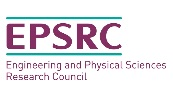 EPSRC
Engineering and Physical Sciences
Research Council